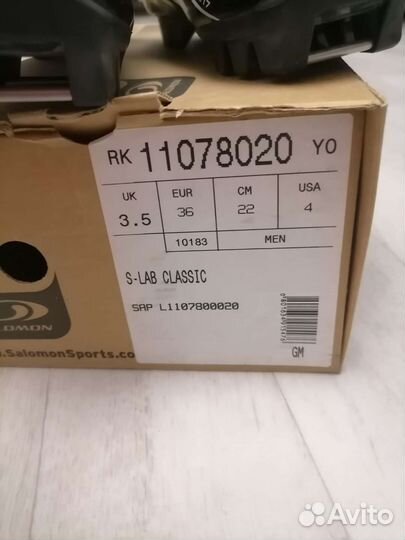 RK 11078020 YO
UK EUR CM USA
3.5 36 22 4
10183 MEN
S-LAB CLASSIC
SAP L1107800020
GM
LOMON
.SalomonSports.co
Avito